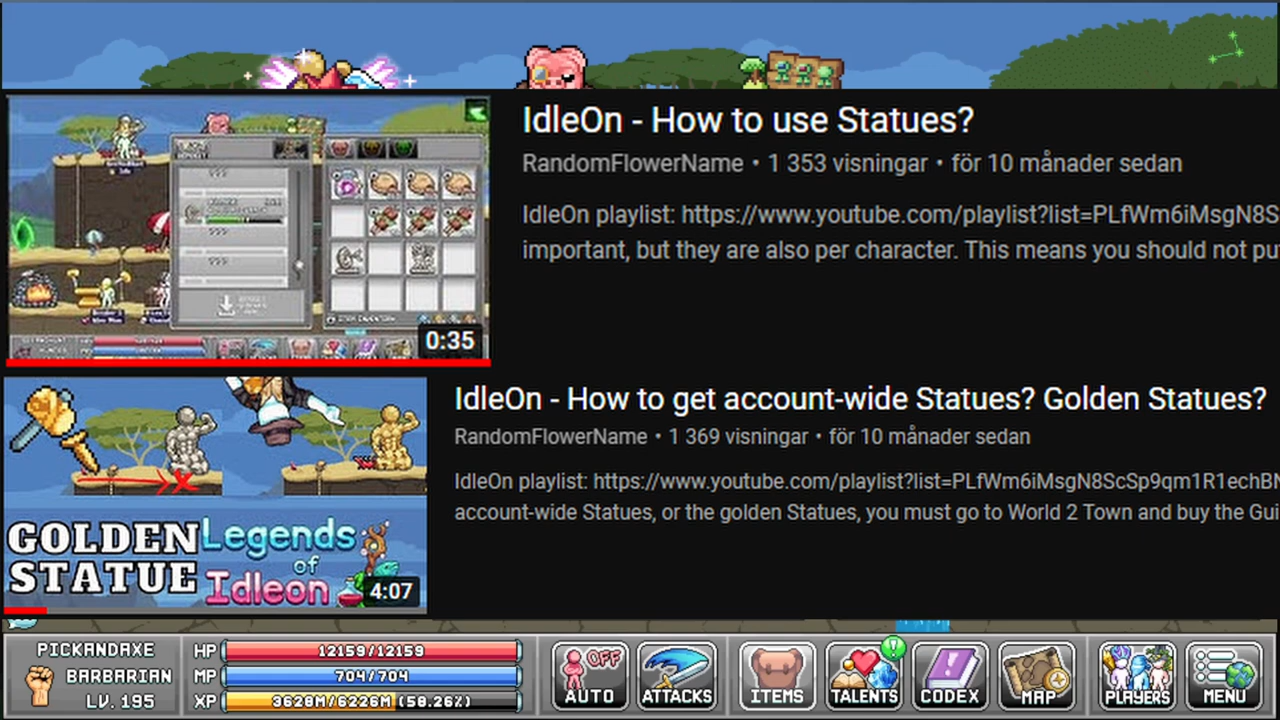 IdleOn - How to use Statues?
RandomFlowerName • 1 353 visningar • för 10 månader sedan
IdleOn playlist: https://www.youtube.com/playlist?list=PLfWm6iMsgN8S
important, but they are also per character. This means you should not pu
0:35
IdleOn - How to get account-wide Statues? Golden Statues?
RandomFlowerName • 1 369 visningar • för 10 månader sedan
IdleOn playlist: https://www.youtube.com/playlist?list=PLfWm6iMsgN8ScSp9qm1R1echBN
account-wide Statues, or the golden Statues, you must go to World 2 Town and buy the Gui
GOLDEN
STATUE
Legends
of
Idleon
4:07
PICKANDAXE
BARBARIAN
LV. 195
HP 12159/12159
MP 704/704
XP 3628M/6226M (58.26%)
OFF
AUTO
ATTACKS
ITEMS
TALENTS
CODEX
MAP
PLAYERS
MENU